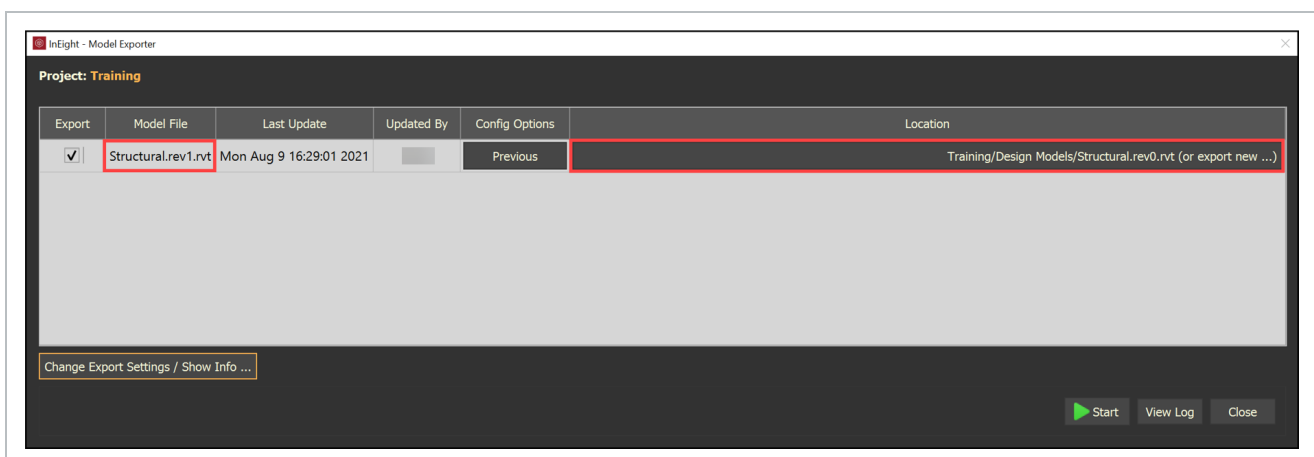 InEight - Model Exporter
Project: Training
Export Model File Last Update Updated By Config Options Location
Structural.rev1.rvt Mon Aug 9 16:29:01 2021 Previous Training/Design Models/Structural.rev0.rvt (or export new ...)
Change Export Settings / Show Info ...
Start View Log Close